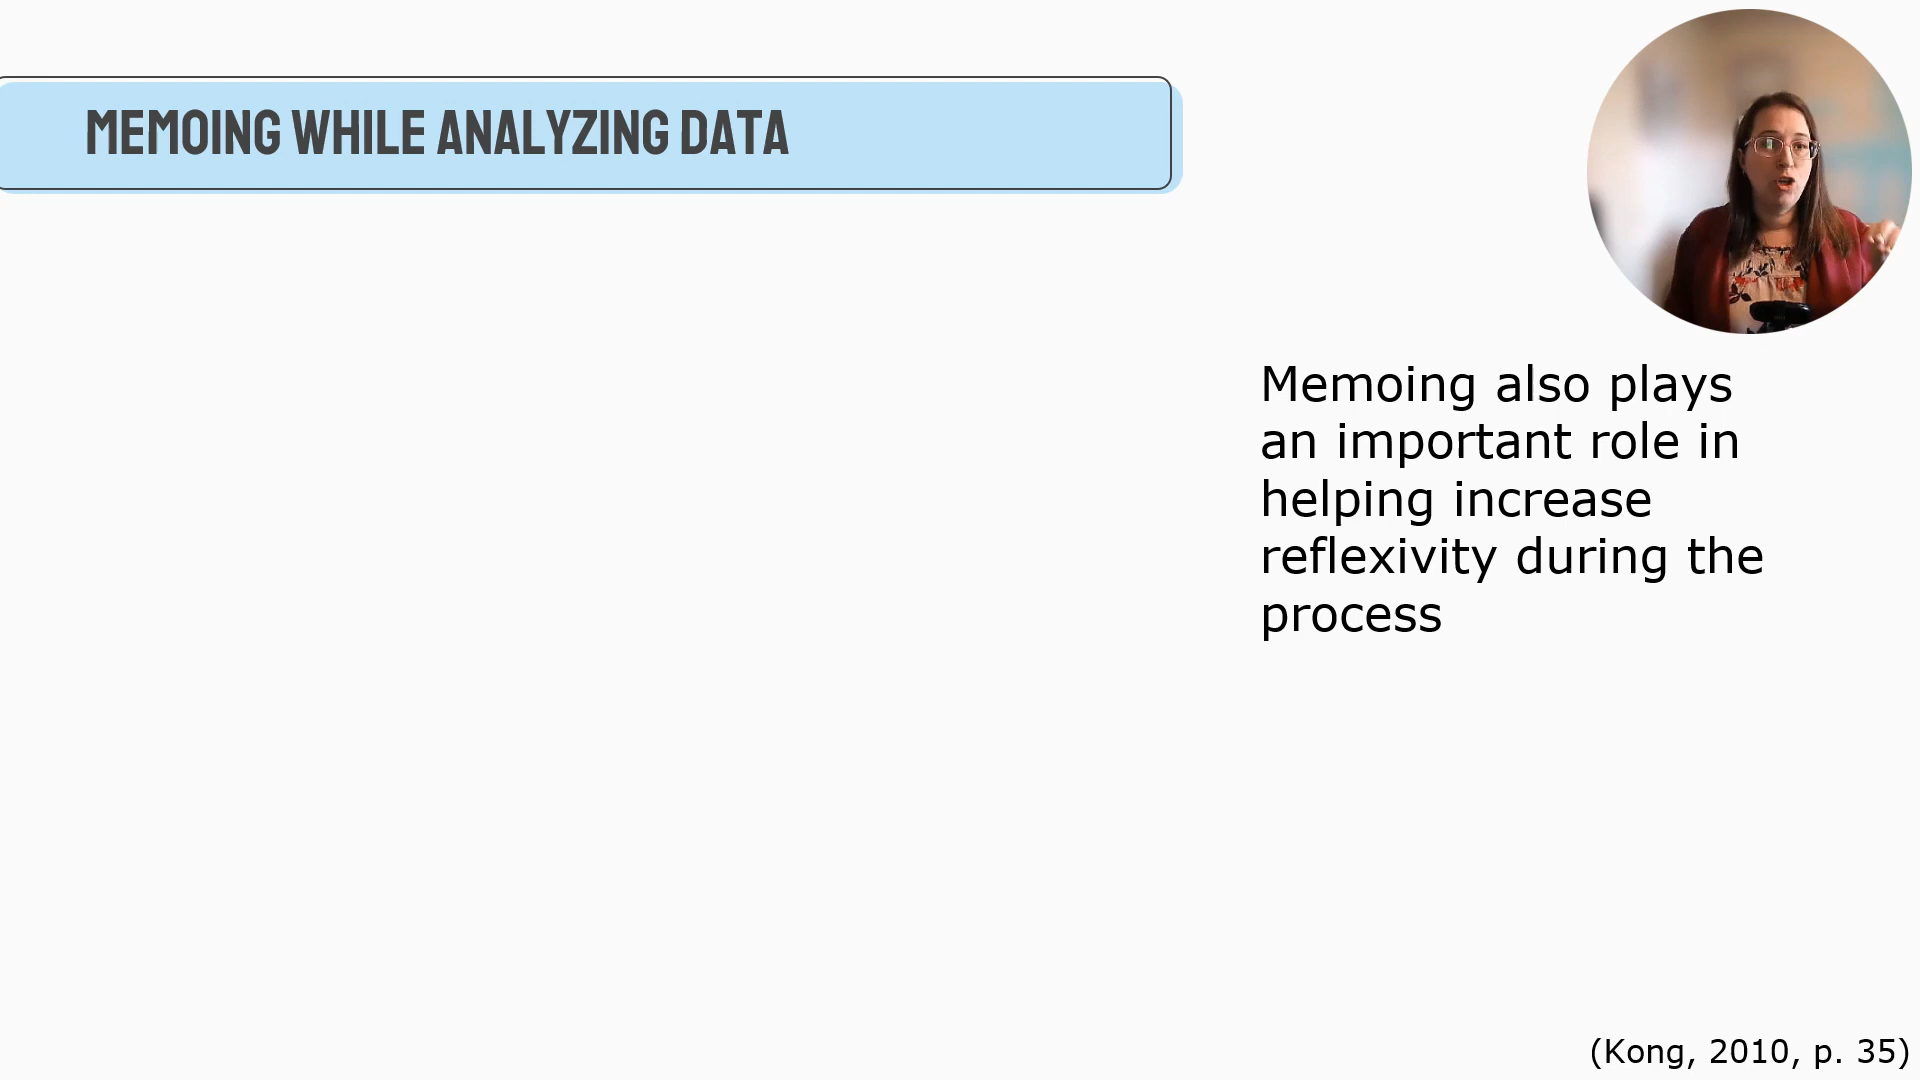 MEMOING WHILE ANALYZING DATA
Memoing also plays
an important role in
helping increase
reflexivity during the
process
(Kong, 2010, p. 35)